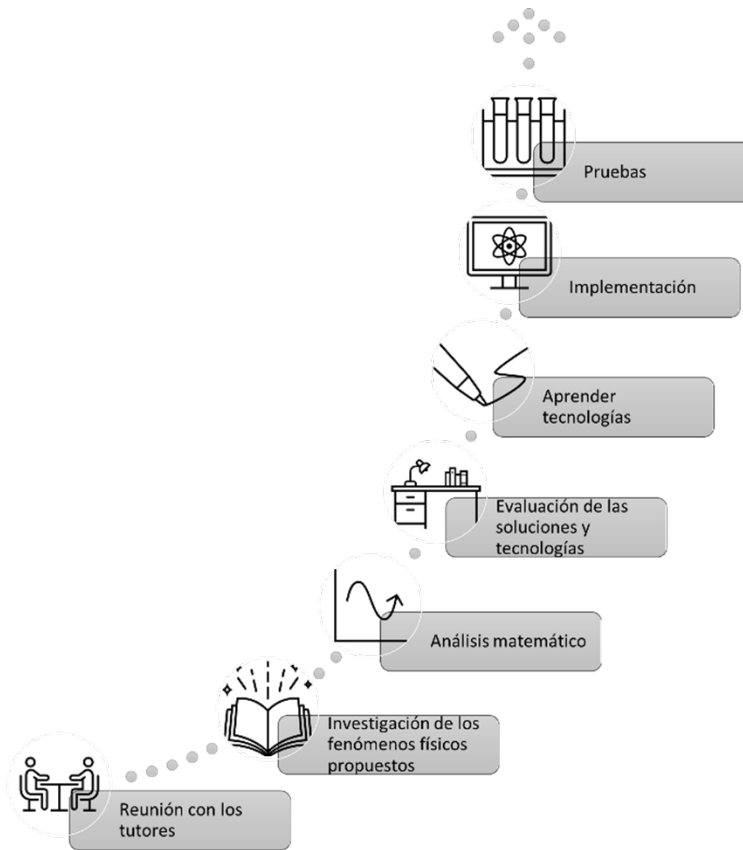 Pruebas
Implementación
Aprender
tecnologías
Evaluación de las
soluciones y
tecnologías
Análisis matemático
Investigación de los
fenómenos físicos
propuestos
Reunión con los
tutores